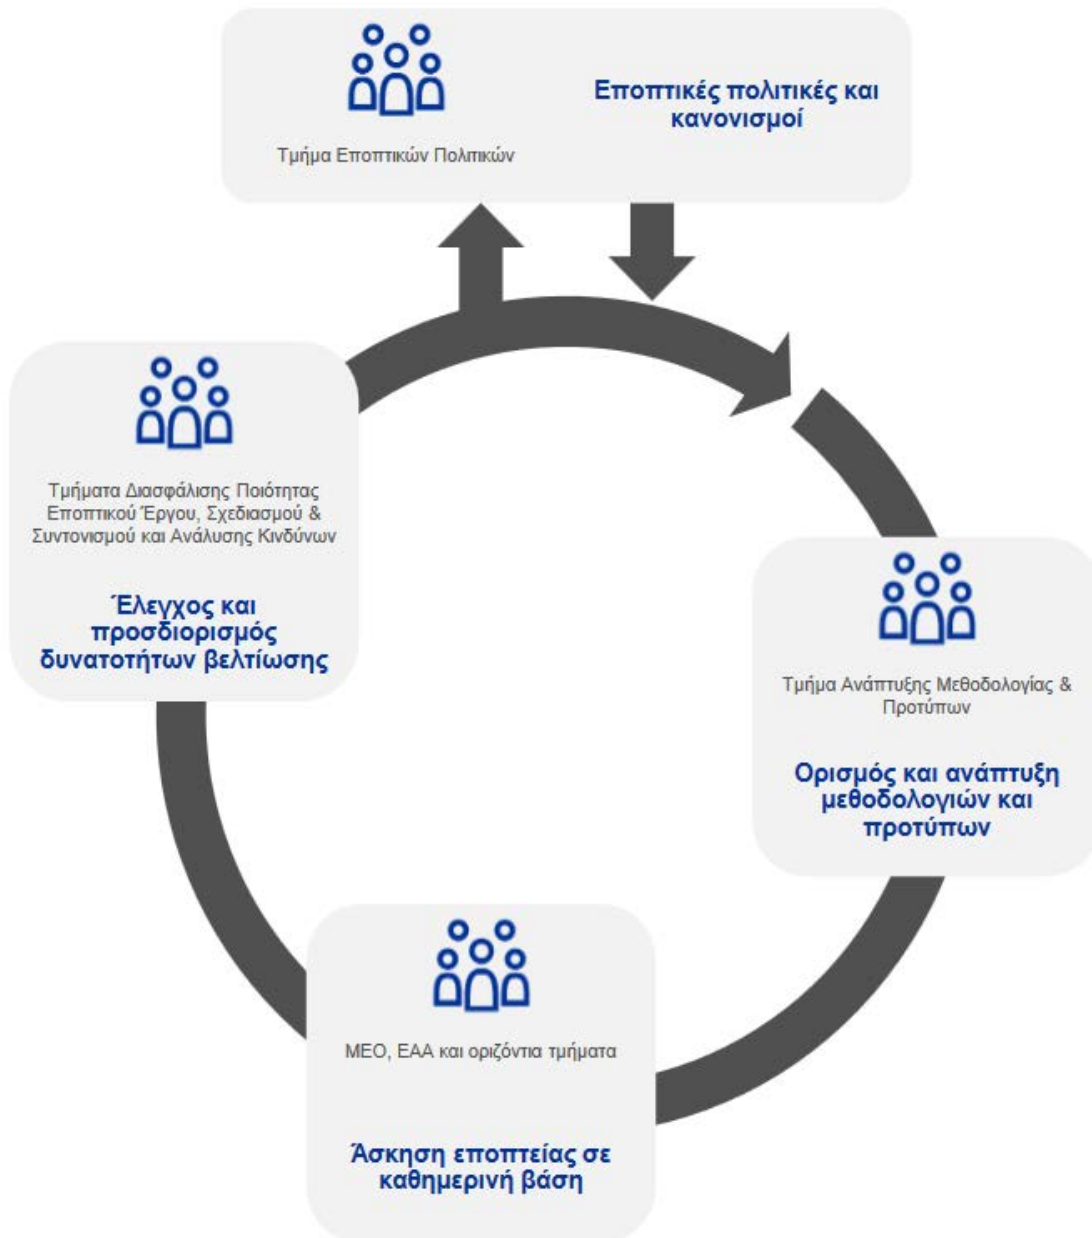 Τμήμα Εποπτικών Πολιτικών
Εποπτικές πολιτικές και
κανονισμοί
Τμήματα Διασφάλισης Ποιότητας
Εποπτικού Έργου, Σχεδιασμού &
Συντονισμού και Ανάλυσης Κινδύνων
Έλεγχος και
προσδιορισμός
δυνατοτήτων βελτίωσης
Τμήμα Ανάπτυξης Μεθοδολογίας &
Προτύπων
Ορισμός και ανάπτυξη
μεθοδολογιών και
προτύπων
ΜΕΟ, ΕΑΑ και οριζόντια τμήματα
Άσκηση εποπτείας σε
καθημερινή βάση